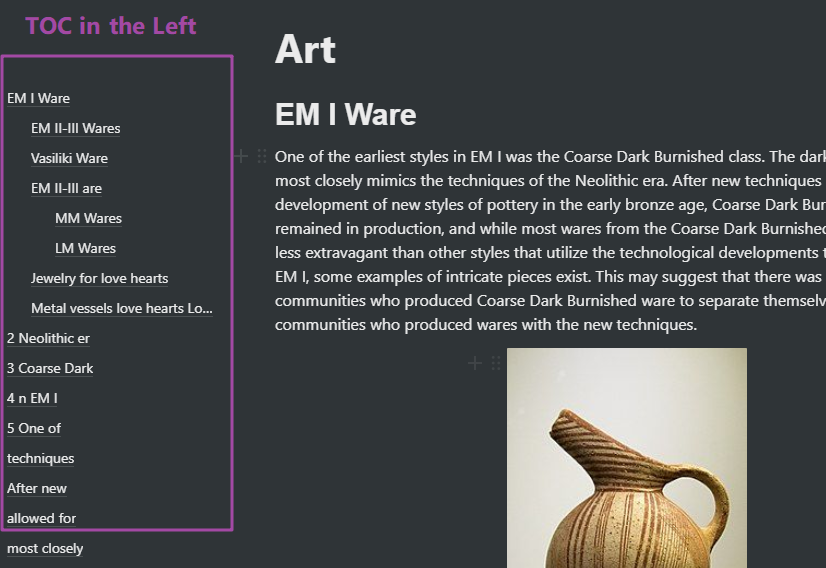 TOC in the Left
EM I Ware
EM II-III Wares
Vasiliki Ware
EM II-III are
MM Wares
LM Wares
Jewelry for love hearts
Metal vessels love hearts Lo...
2 Neolithic er
3 Coarse Dark
4 n EM I
5 One of
techniques
After new
allowed for
most closely
Art
EM I Ware
One of the earliest styles in EM I was the Coarse Dark Burnished class. The dark
most closely mimics the techniques of the Neolithic era. After new techniques
development of new styles of pottery in the early bronze age, Coarse Dark Bur
remained in production, and while most wares from the Coarse Dark Burnished
less extravagant than other styles that utilize the technological developments t
EM I, some examples of intricate pieces exist. This may suggest that there was
communities who produced Coarse Dark Burnished ware to separate themselv
communities who produced wares with the new techniques.